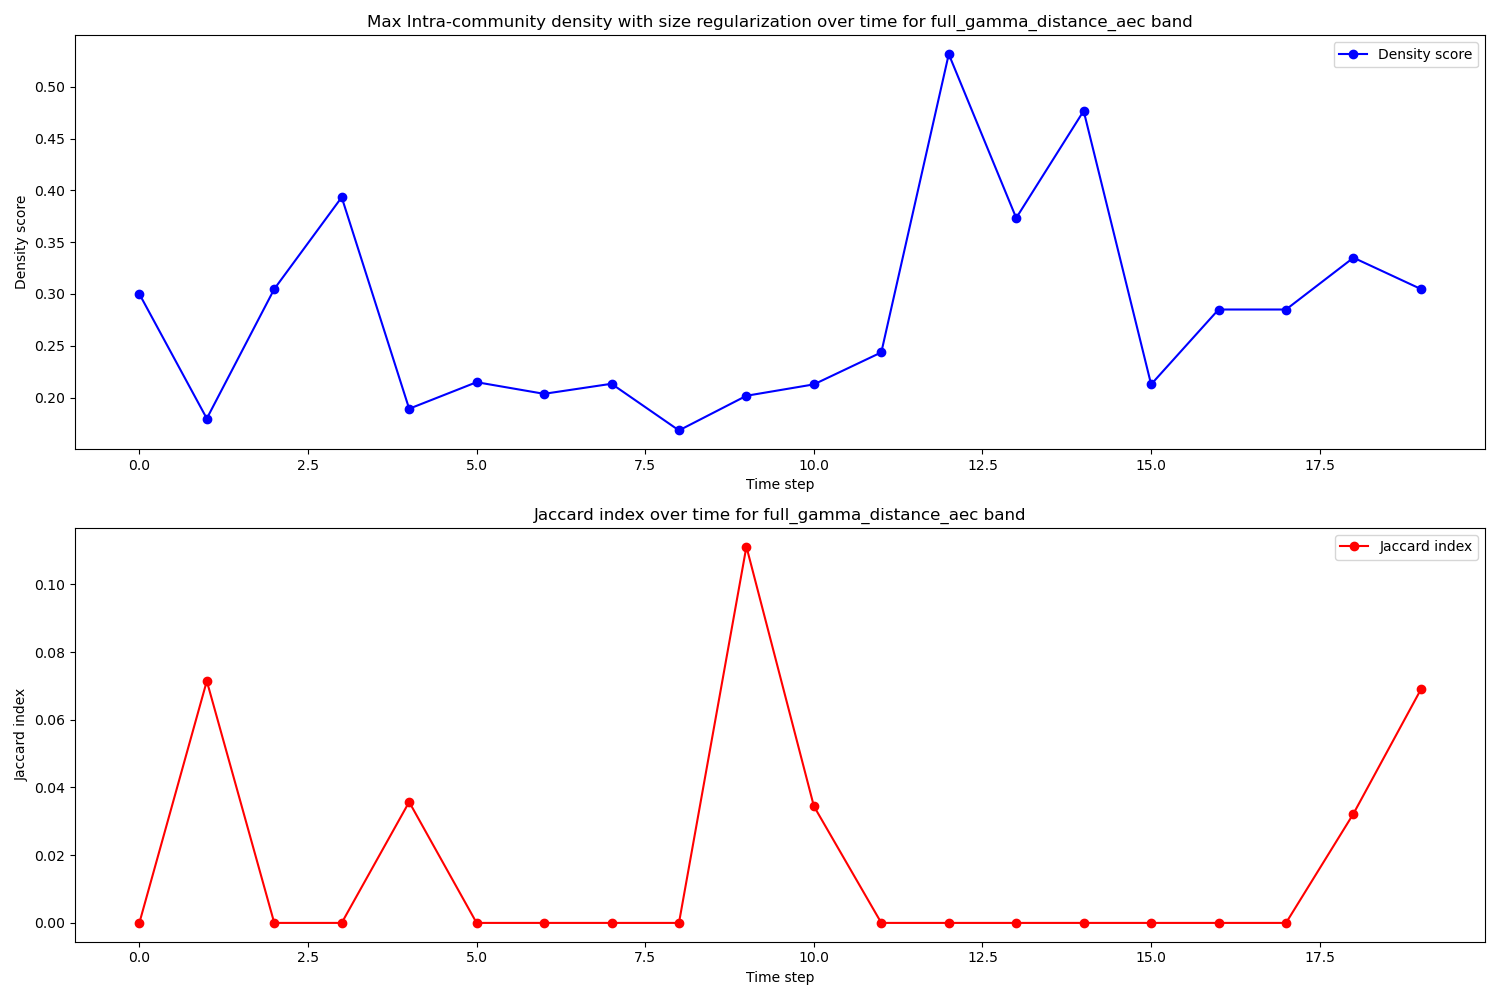 Max Intra-community density with size regularization over time for full_gamma_distance_aec band
Density score
Density score
0.50
0.45
0.40
0.35
0.30
0.25
0.20
0.0 2.5 5.0 7.5 10.0 12.5 15.0 17.5
Time step
Jaccard index over time for full_gamma_distance_aec band
Jaccard index
Jaccard index
0.10
0.08
0.06
0.04
0.02
0.00
0.0 2.5 5.0 7.5 10.0 12.5 15.0 17.5
Time step